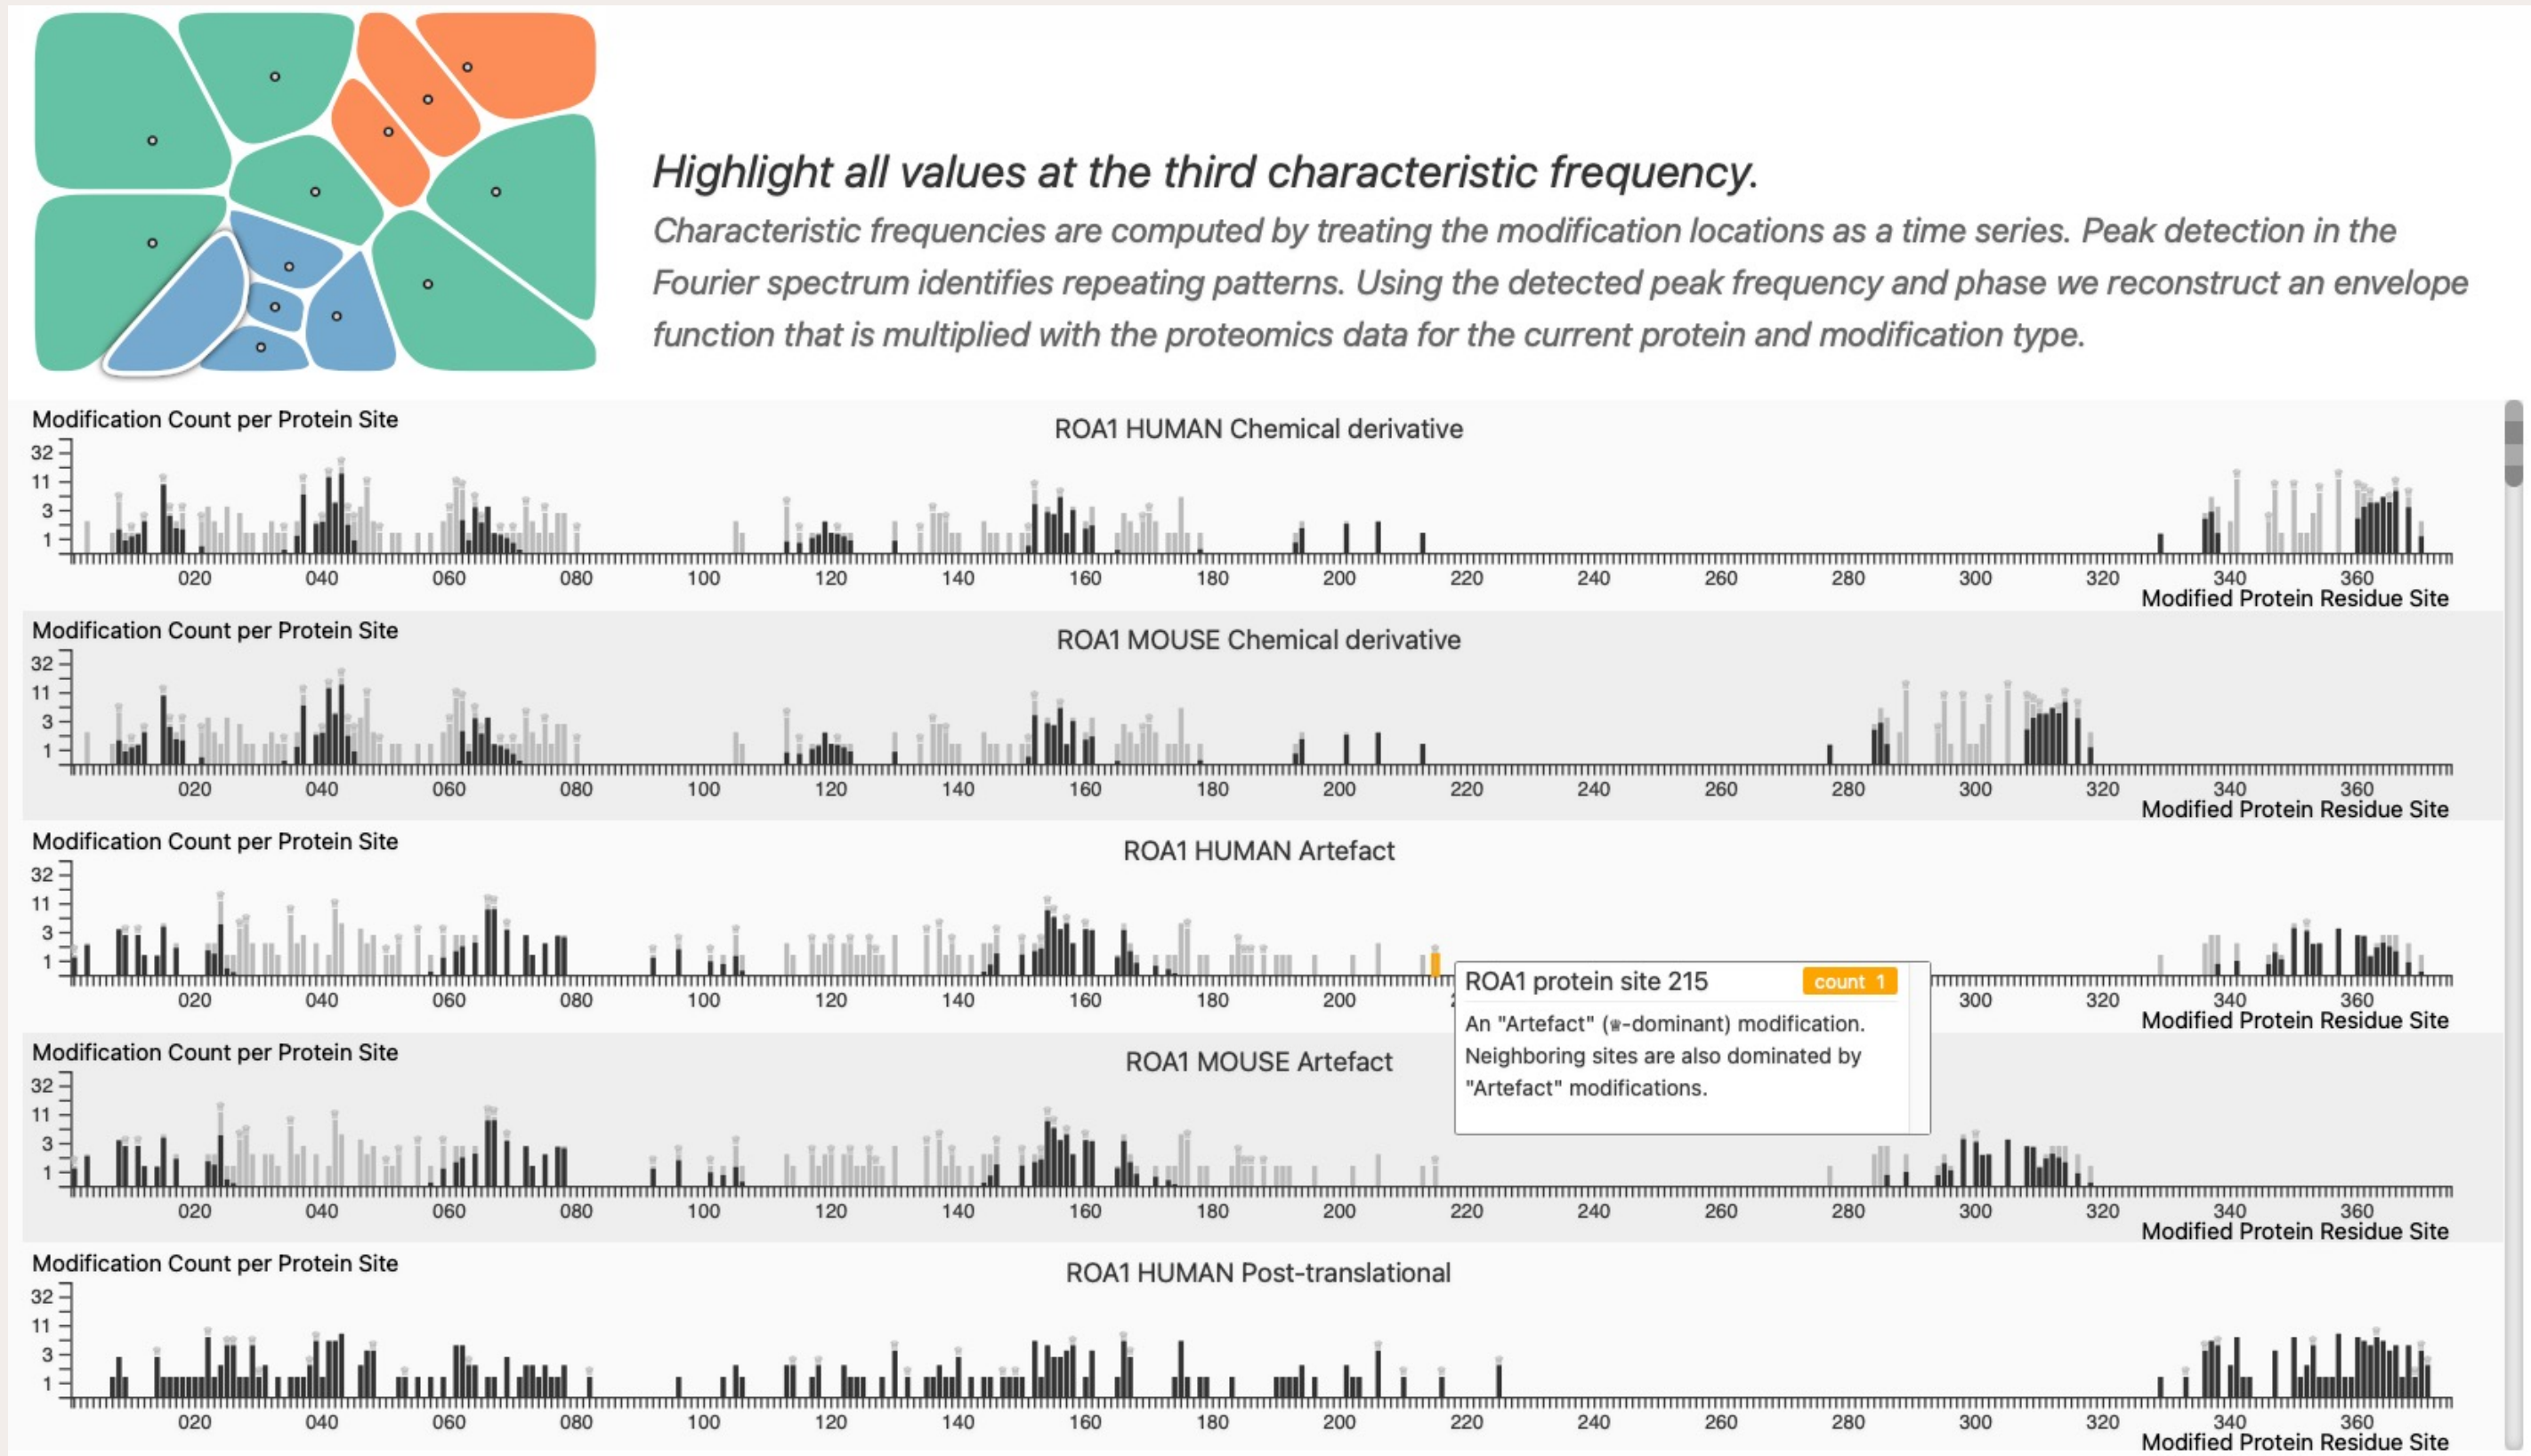 Highlight all values at the third characteristic frequency.
Characteristic frequencies are computed by treating the modification locations as a time series. Peak detection in the
Fourier spectrum identifies repeating patterns. Using the detected peak frequency and phase we reconstruct an envelope
function that is multiplied with the proteomics data for the current protein and modification type.
Modification Count per Protein Site
ROA1 HUMAN Chemical derivative
32
11
3
1
020 040 060 080 100 120 140 160 180 200 220 240 260 280 300 320 340 360
Modified Protein Residue Site
Modification Count per Protein Site
ROA1 MOUSE Chemical derivative
32
11
3
1
020 040 060 080 100 120 140 160 180 200 220 240 260 280 300 320 340 360
Modified Protein Residue Site
Modification Count per Protein Site
ROA1 HUMAN Artefact
32
11
3
1
020 040 060 080 100 120 140 160 180 200 300 320 340 360
Modified Protein Residue Site
ROA1 protein site 215 count 1
An "Artefact" (♛-dominant) modification.
Neighboring sites are also dominated by
"Artefact" modifications.
Modification Count per Protein Site
ROA1 MOUSE Artefact
32
11
3
1
020 040 060 080 100 120 140 160 180 200 220 240 260 280 300 320 340 360
Modified Protein Residue Site
Modification Count per Protein Site
ROA1 HUMAN Post-translational
32
11
3
1
020 040 060 080 100 120 140 160 180 200 220 240 260 280 300 320 340 360
Modified Protein Residue Site